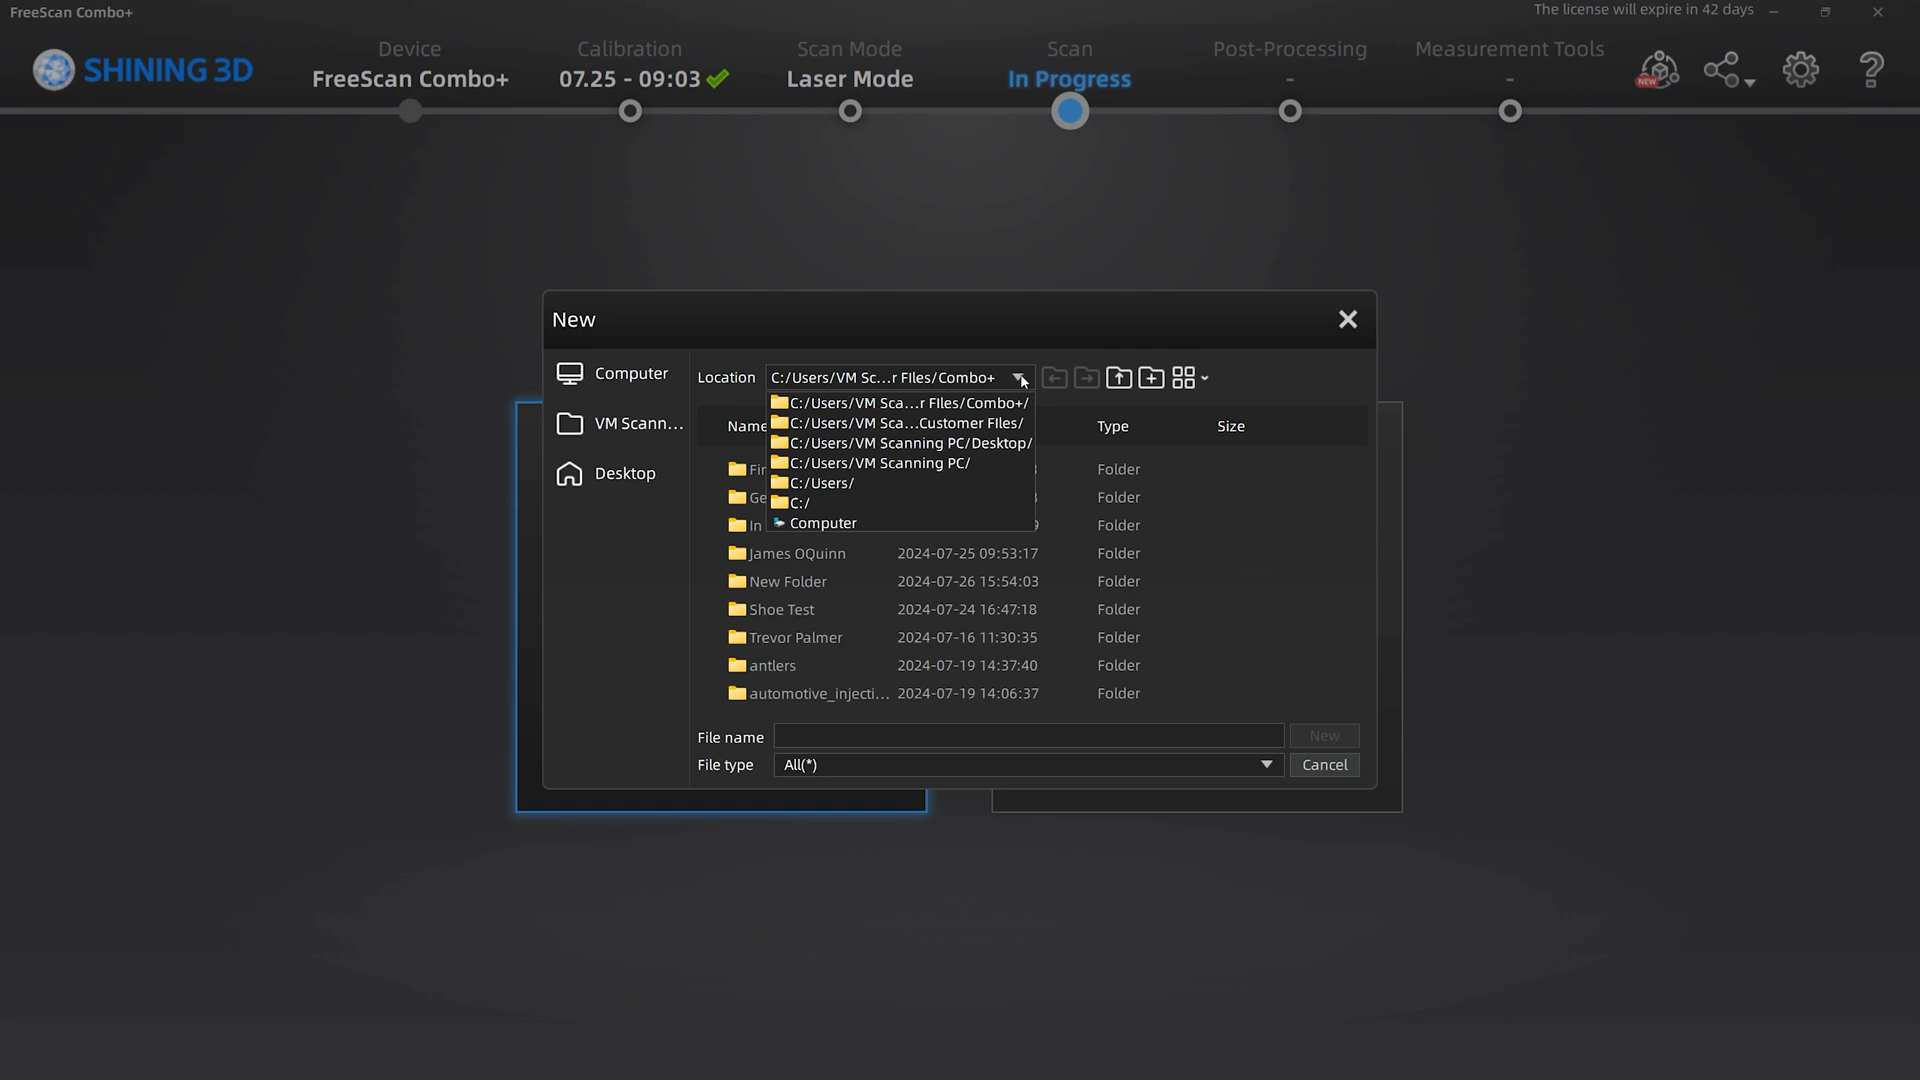 FreeScan Combo+
The license will expire in 42 days
SHINING 3D
Device
FreeScan Combo+
Calibration
07.25 - 09:03
Scan Mode
Laser Mode
Scan
In Progress
Post-Processing
-
Measurement Tools
-
NEW
New
Computer
VM Scann...
Desktop
Location
C:/Users/VM Sc...r FIles/Combo+
C:/Users/VM Sca...r FIles/Combo+/
C:/Users/VM Sca...Customer FIles/
C:/Users/VM Scanning PC/Desktop/
C:/Users/VM Scanning PC/
C:/Users/
C:/
Computer
Name
Type
Size
Folder
Folder
In
Folder
James OQuinn 2024-07-25 09:53:17 Folder
New Folder 2024-07-26 15:54:03 Folder
Shoe Test 2024-07-24 16:47:18 Folder
Trevor Palmer 2024-07-16 11:30:35 Folder
antlers 2024-07-19 14:37:40 Folder
automotive_injecti... 2024-07-19 14:06:37 Folder
File name
New
File type
All(*)
Cancel